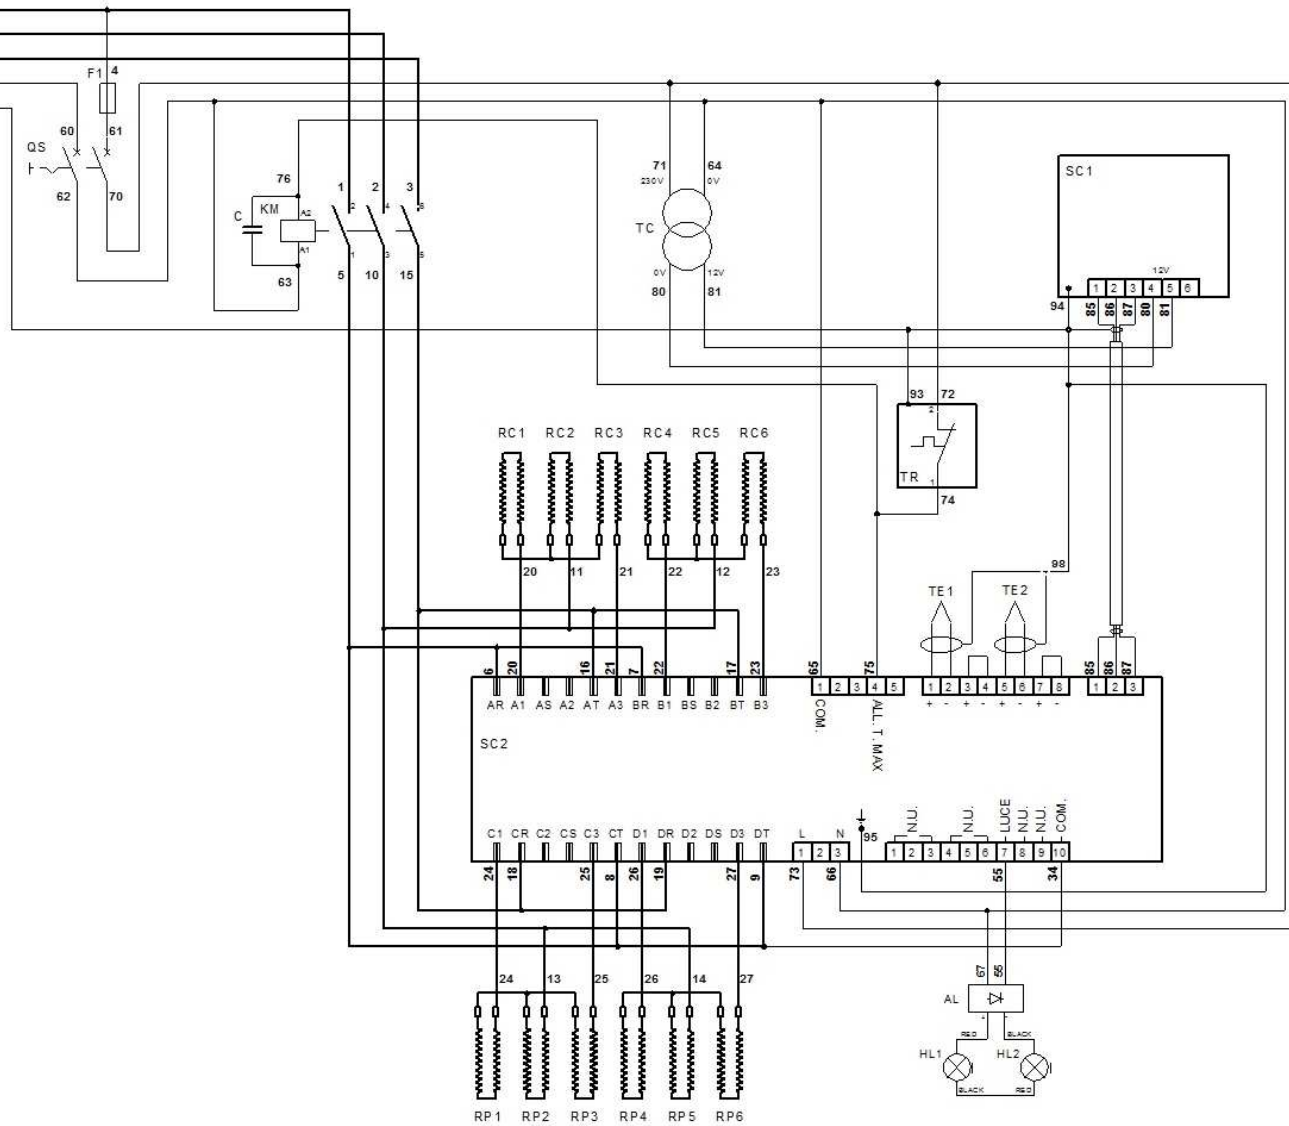 F1 4
60 61
QS
62 70
76
C KM A2
A1
63
1 2 3
2 4 6
1 3 5
5 10 15
71 64
230V 0V
TC
0V 12V
80 81
SC1
12V
1 2 3 4 5 6
94 85 86 87 80 81
93 72
2
TR 1
74
RC1 RC2 RC3 RC4 RC5 RC6
20 11 21 22 12 23
98
TE1 TE2
6 20 16 21 7 22 17 23 65 75 85 86 87
1 2 3 4 5
1 2 3 4 5 6 7 8
1 2 3
+ - + - + - + -
AR A1 AS A2 AT A3 BR B1 BS B2 BT B3
COM.
ALL. T. MAX
SC2
C1 CR C2 CS C3 CT D1 DR D2 DS D3 DT
L N
95
N.U. N.U. LUCE N.U. N.U. COM.
1 2 3
1 2 3 4 5 6 7 8 9 10
24 18 25 8 26 19 27 9 73 66 55 34
24 13 25 26 14 27
67 55
AL
+ -
RED BLACK
HL1 HL2
BLACK RED
RP1 RP2 RP3 RP4 RP5 RP6